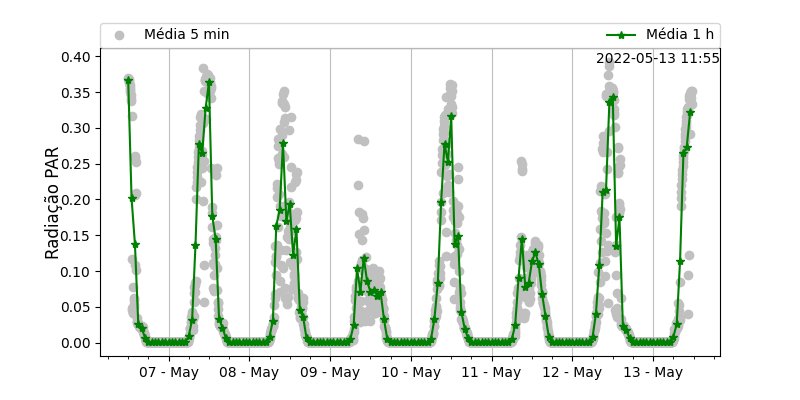 Média 5 min
Média 1 h
2022-05-13 11:55
Radiação PAR
0.40
0.35
0.30
0.25
0.20
0.15
0.10
0.05
0.00
07 - May
08 - May
09 - May
10 - May
11 - May
12 - May
13 - May